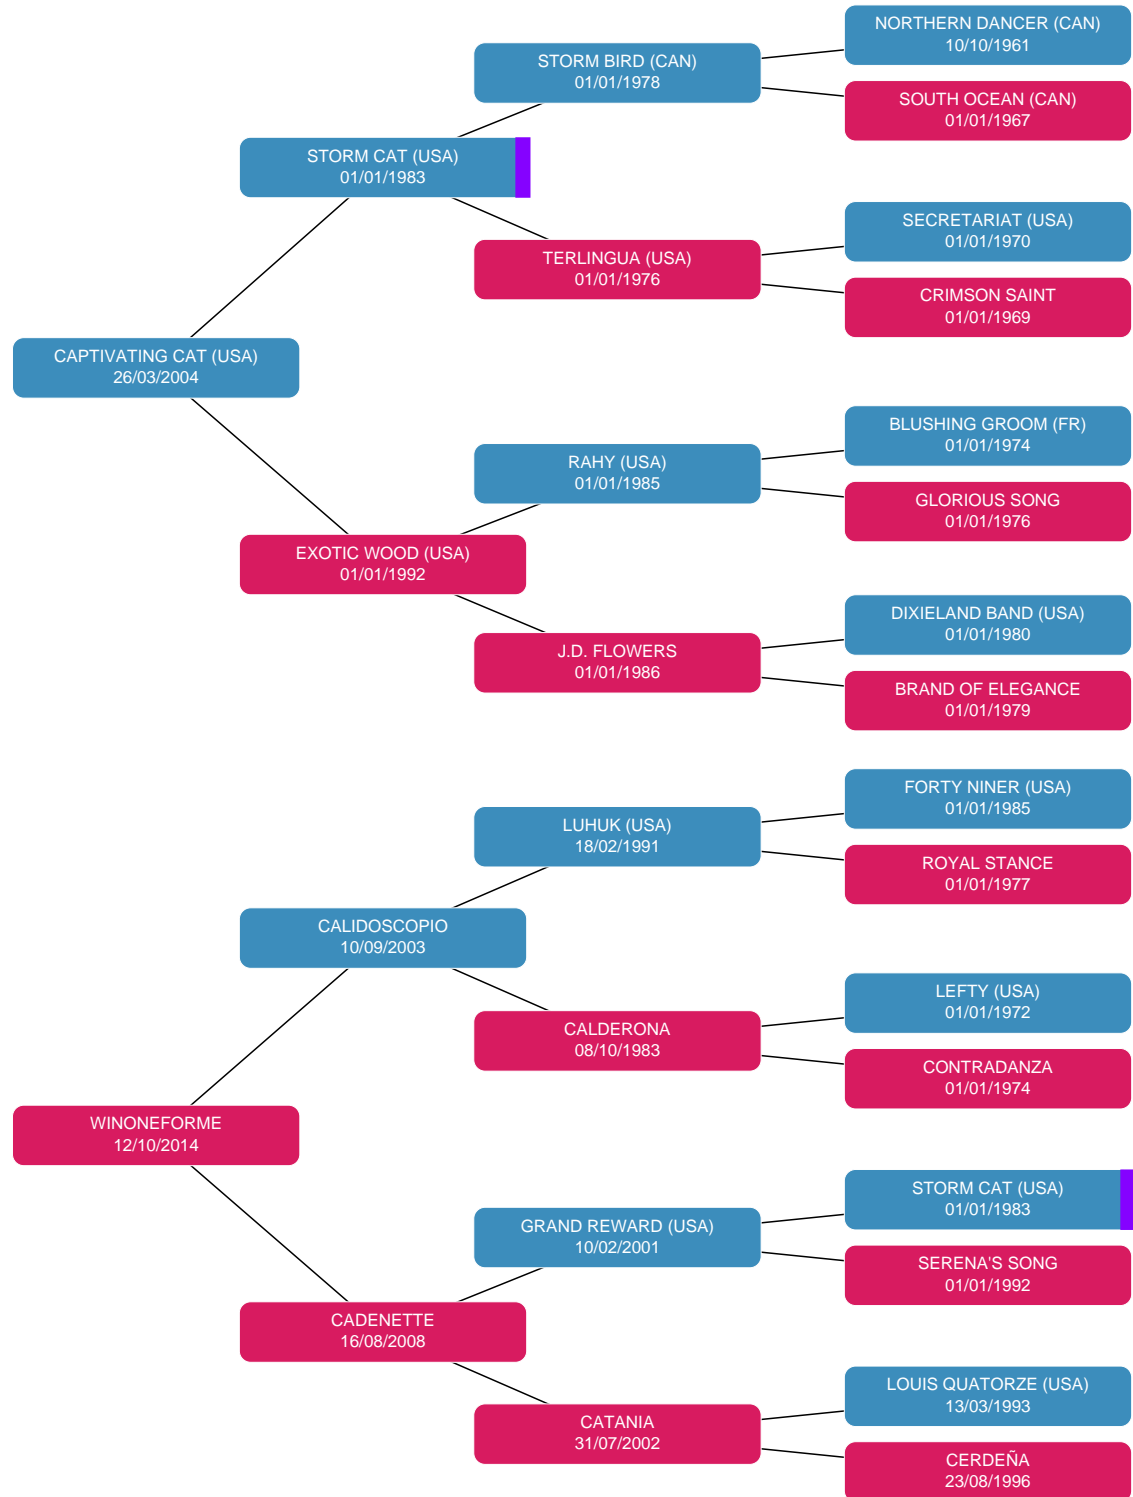 NORTHERN DANCER (CAN)
10/10/1961
STORM BIRD (CAN)
01/01/1978
SOUTH OCEAN (CAN)
01/01/1967
STORM CAT (USA)
01/01/1983
SECRETARIAT (USA)
01/01/1970
TERLINGUA (USA)
01/01/1976
CRIMSON SAINT
01/01/1969
CAPTIVATING CAT (USA)
26/03/2004
BLUSHING GROOM (FR)
01/01/1974
RAHY (USA)
01/01/1985
GLORIOUS SONG
01/01/1976
EXOTIC WOOD (USA)
01/01/1992
DIXIELAND BAND (USA)
01/01/1980
J.D. FLOWERS
01/01/1986
BRAND OF ELEGANCE
01/01/1979
FORTY NINER (USA)
01/01/1985
LUHUK (USA)
18/02/1991
ROYAL STANCE
01/01/1977
CALIDOSCOPIO
10/09/2003
LEFTY (USA)
01/01/1972
CALDERONA
08/10/1983
CONTRADANZA
01/01/1974
WINONEFORME
12/10/2014
STORM CAT (USA)
01/01/1983
GRAND REWARD (USA)
10/02/2001
SERENA'S SONG
01/01/1992
CADENETTE
16/08/2008
LOUIS QUATORZE (USA)
13/03/1993
CATANIA
31/07/2002
CERDEÑA
23/08/1996